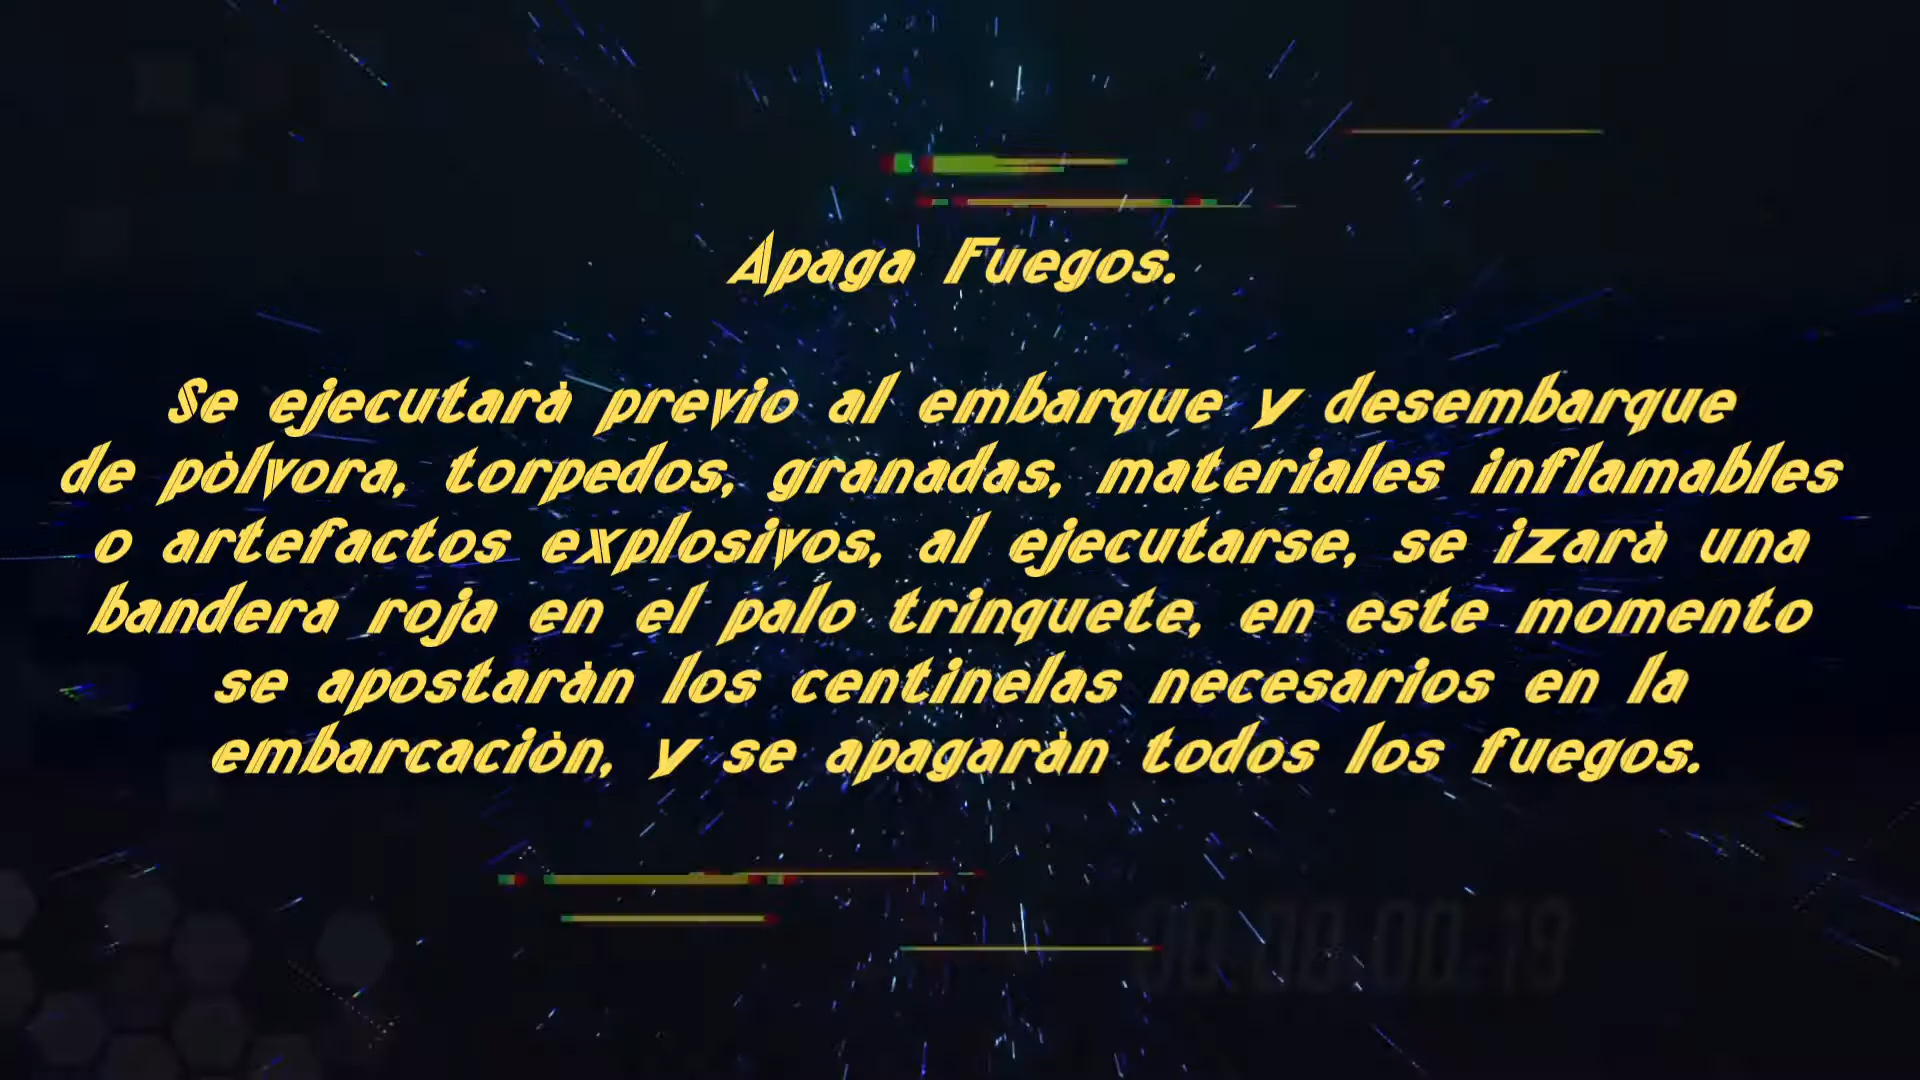 Apaga Fuegos.
Se ejecutará previo al embarque y desembarque
de pólvora, torpedos, granadas, materiales inflamables
o artefactos explosivos, al ejecutarse, se izará una
bandera roja en el palo trinquete, en este momento
se apostarán los centinelas necesarios en la
embarcación, y se apagarán todos los fuegos.